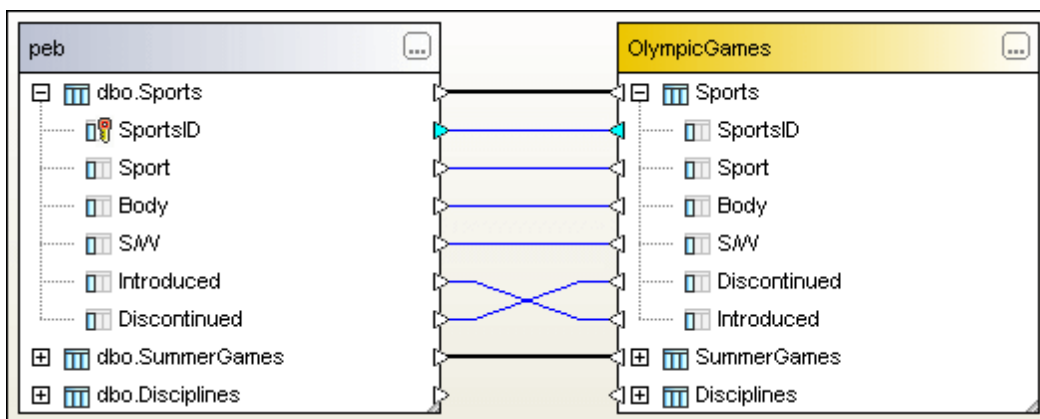 peb
...
dbo.Sports
SportsID
Sport
Body
S/W
Introduced
Discontinued
dbo.SummerGames
dbo.Disciplines
OlympicGames
...
Sports
SportsID
Sport
Body
S/W
Discontinued
Introduced
SummerGames
Disciplines